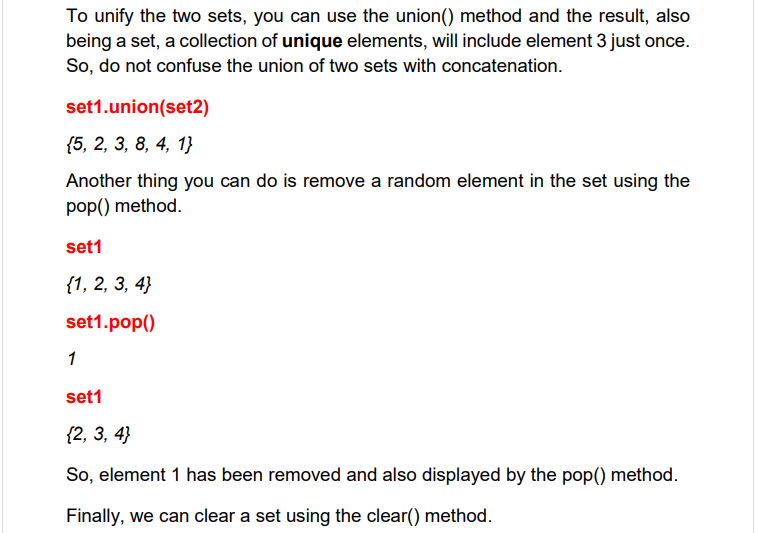 To unify the two sets, you can use the union() method and the result, also
being a set, a collection of unique elements, will include element 3 just once.
So, do not confuse the union of two sets with concatenation.
set1.union(set2)
{5, 2, 3, 8, 4, 1}
Another thing you can do is remove a random element in the set using the
pop() method.
set1
{1, 2, 3, 4}
set1.pop()
1
set1
{2, 3, 4}
So, element 1 has been removed and also displayed by the pop() method.
Finally, we can clear a set using the clear() method.